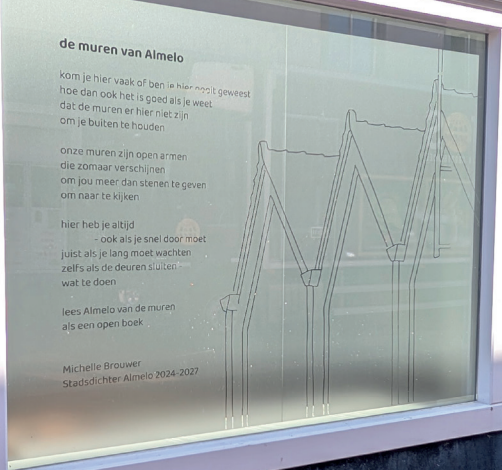 de muren van Almelo
kom je hier vaak of ben je hier nooit geweest
hoe dan ook het is goed als je weet
dat de muren er hier niet zijn
om je buiten te houden
onze muren zijn open armen
die zomaar verschijnen
om jou meer dan stenen te geven
om naar te kijken
hier heb je altijd
- ook als je snel door moet
juist als je lang moet wachten
zelfs als de deuren sluiten
wat te doen
lees Almelo van de muren
als een open boek
Michelle Brouwer
Stadsdichter Almelo 2024-2027